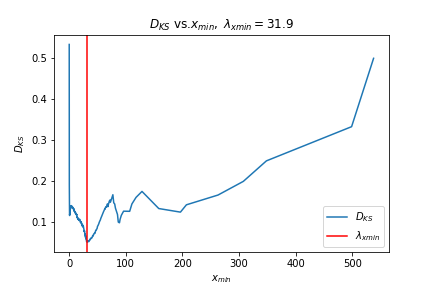 D_KS vs.x_min, λ_xmin = 31.9
0.5
0.4
0.3
0.2
0.1
D_KS
0 100 200 300 400 500
x_min
D_KS
λ_xmin